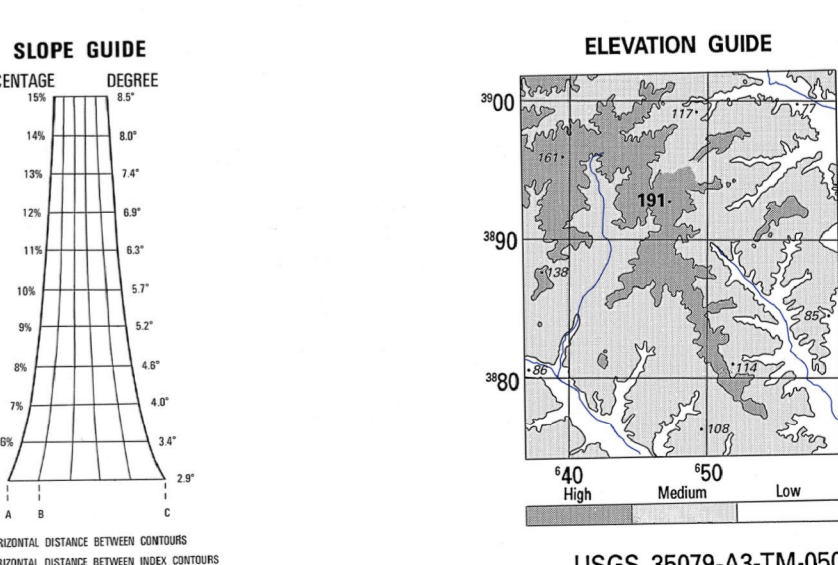 SLOPE GUIDE
CENTAGE DEGREE
15% 8.5°
14% 8.0°
13% 7.4°
12% 6.9°
11% 6.3°
10% 5.7°
9% 5.2°
8% 4.6°
7% 4.0°
6% 3.4°
2.9°
A B C
RIZONTAL DISTANCE BETWEEN CONTOURS
RIZONTAL DISTANCE BETWEEN INDEX CONTOURS
ELEVATION GUIDE
3900
117 77
161
191
3890
138
85
3880
86 114
108
640 650
High Medium Low
USGS 35079-A3-TM-050